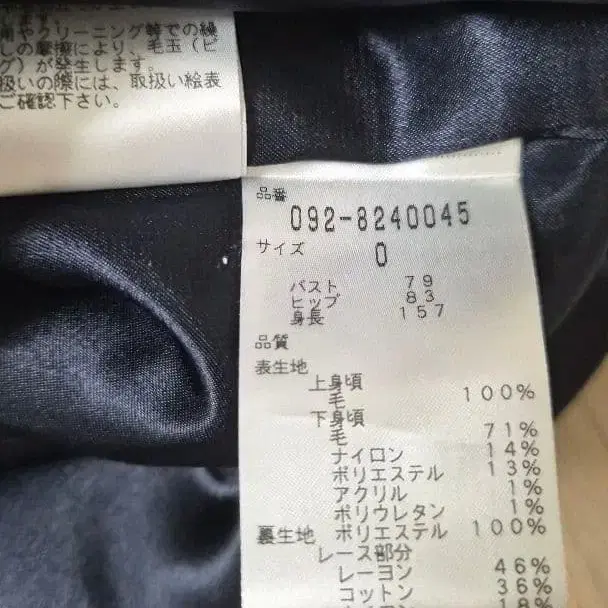 します。
用やクリーニング等での繰
しの摩擦により、毛玉（ピ
グ）が発生します。
扱いの際には、取扱い絵表
ご確認下さい。
品番
092-8240045
サイズ
0
バスト 79
ヒップ 83
身長 157
品質
表生地
上身頃
毛 100%
下身頃
毛 71%
ナイロン 14%
ポリエステル 13%
アクリル 1%
ポリウレタン 1%
裏生地 ポリエステル 100%
レース部分
レーヨン 46%
コットン 36%
18%